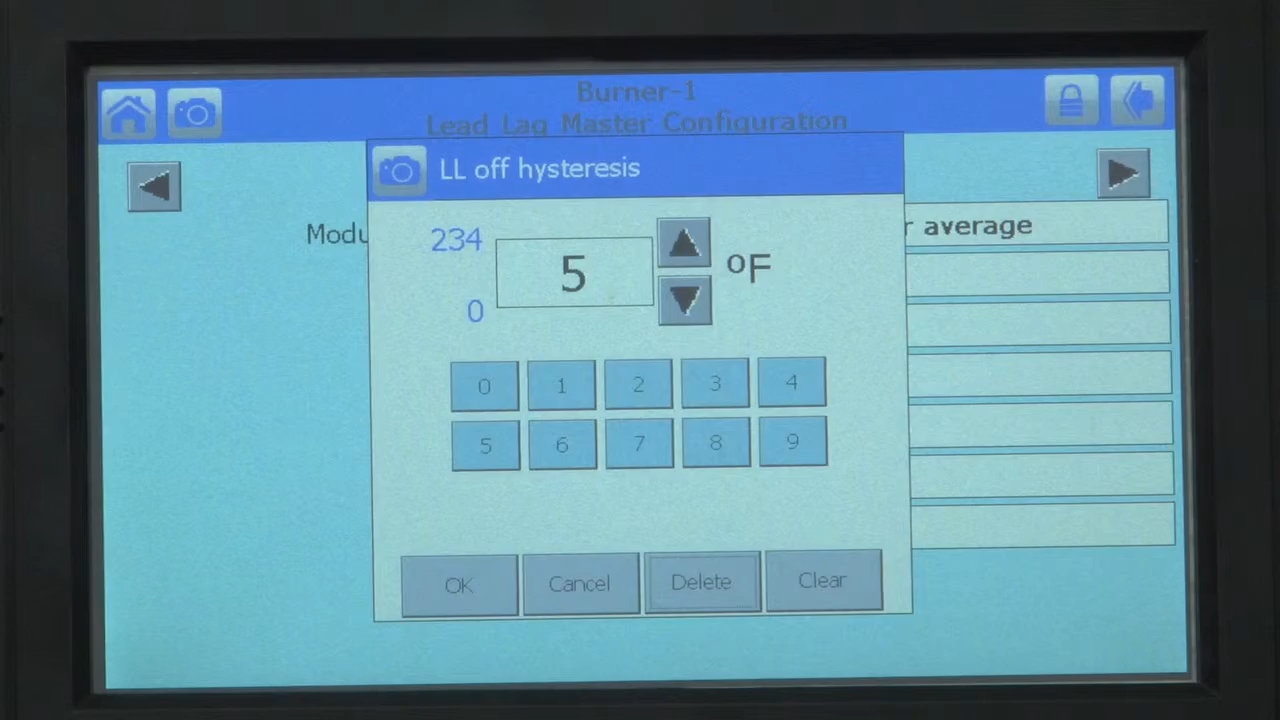 Burner-1
Lead Lag Master Configuration
LL off hysteresis
Modu
average
234
5
ºF
0
0 1 2 3 4
5 6 7 8 9
OK Cancel Delete Clear